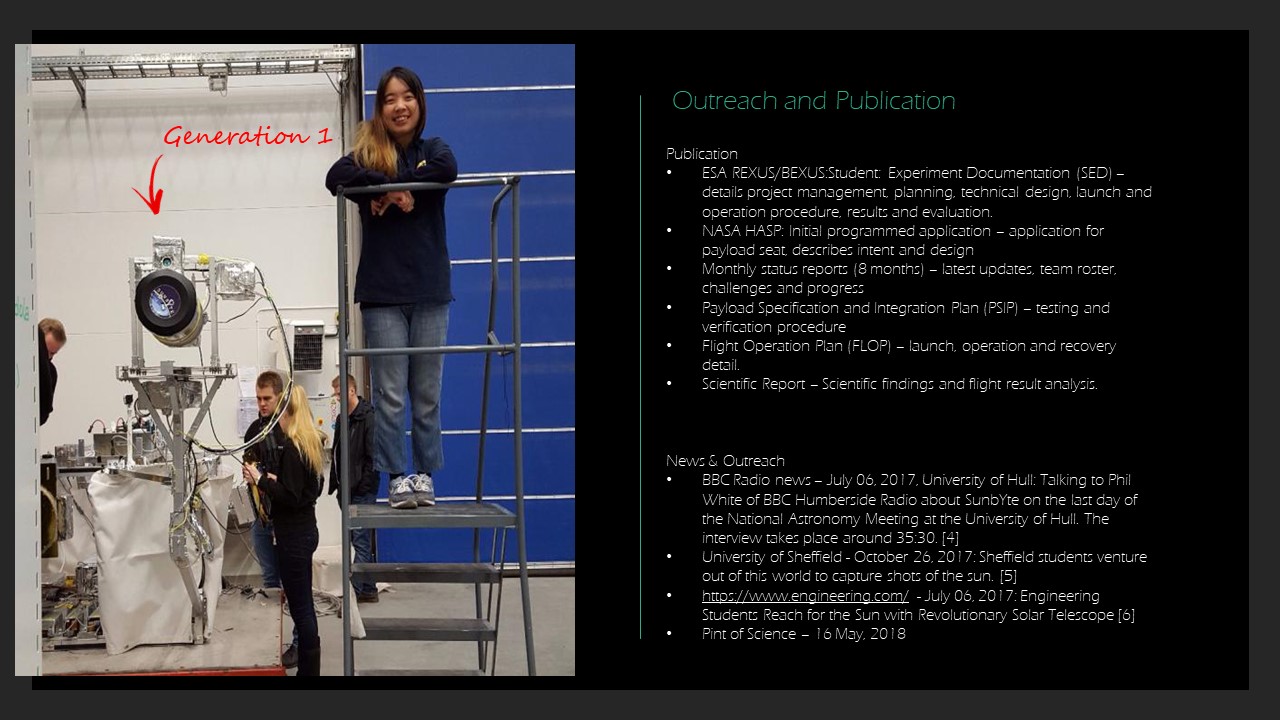 Generation 1
Outreach and Publication
Publication
• ESA REXUS/BEXUS:Student: Experiment Documentation (SED) –
details project management, planning, technical design, launch and
operation procedure, results and evaluation.
• NASA HASP: Initial programmed application – application for
payload seat, describes intent and design
• Monthly status reports (8 months) – latest updates, team roster,
challenges and progress
• Payload Specification and Integration Plan (PSIP) – testing and
verification procedure
• Flight Operation Plan (FLOP) – launch, operation and recovery
detail.
• Scientific Report – Scientific findings and flight result analysis.
News & Outreach
• BBC Radio news – July 06, 2017, University of Hull: Talking to Phil
White of BBC Humberside Radio about SunbYte on the last day of
the National Astronomy Meeting at the University of Hull. The
interview takes place around 35:30. [4]
• University of Sheffield - October 26, 2017: Sheffield students venture
out of this world to capture shots of the sun. [5]
• https://www.engineering.com/ - July 06, 2017: Engineering
Students Reach for the Sun with Revolutionary Solar Telescope [6]
• Pint of Science – 16 May, 2018